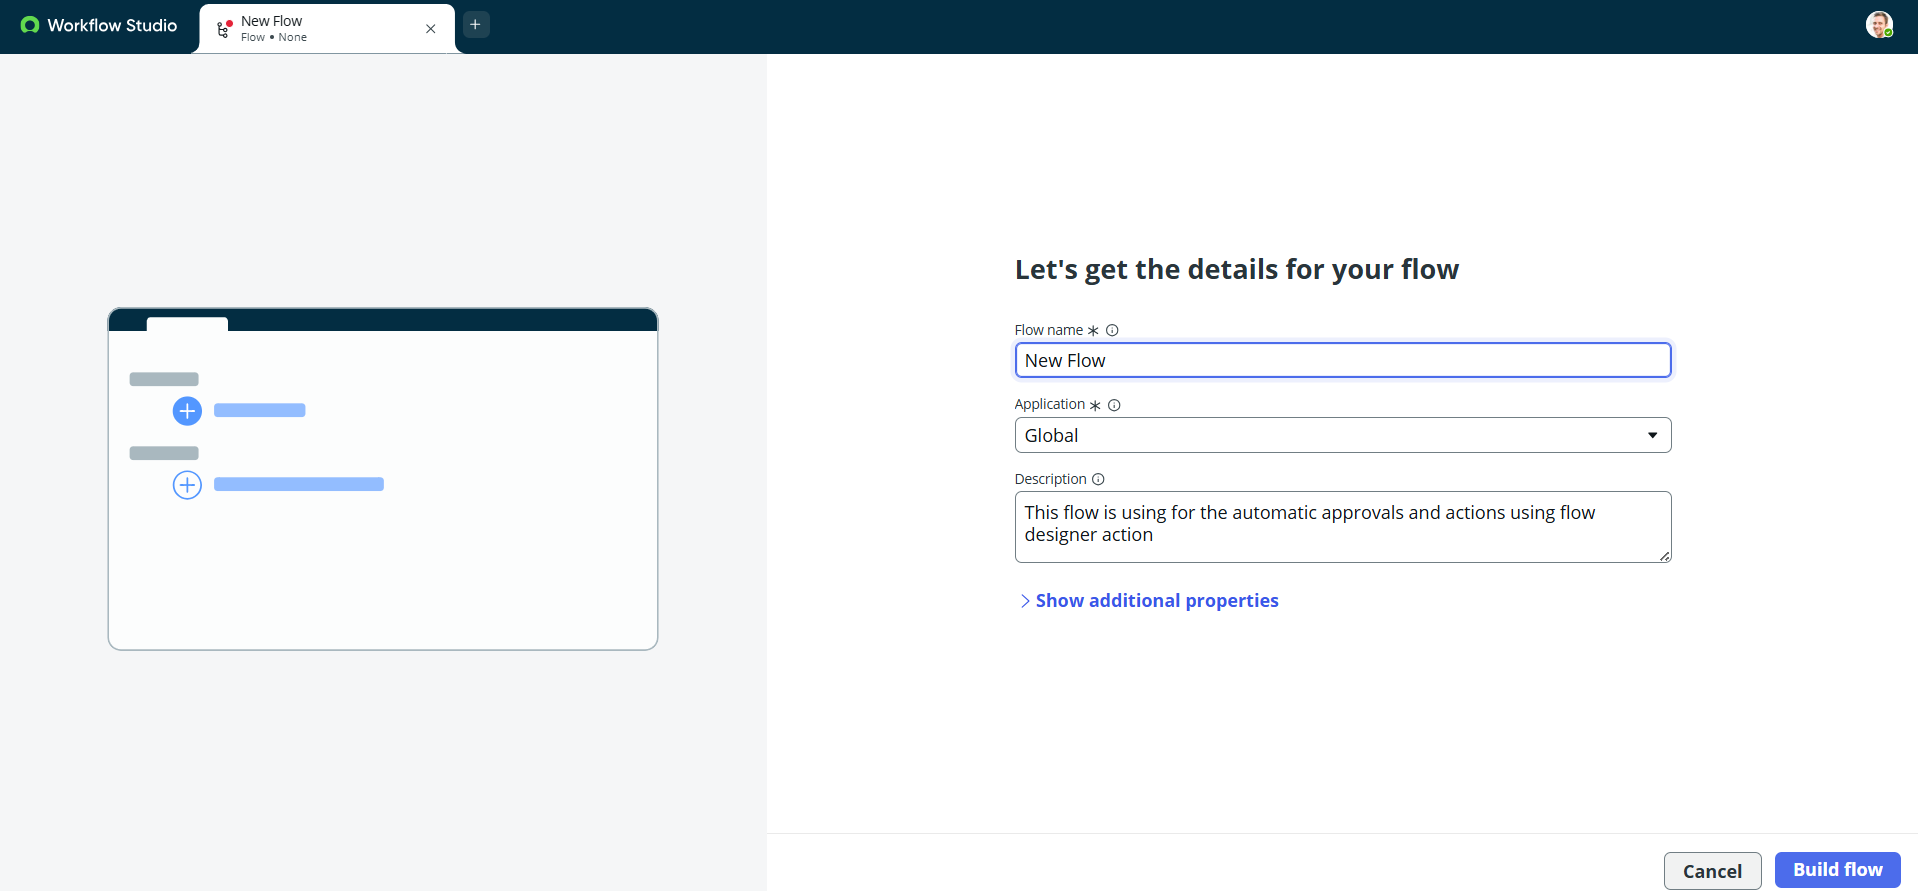 Workflow Studio
New Flow
Flow • None
Let's get the details for your flow
Flow name *
New Flow
Application *
Global
Description
This flow is using for the automatic approvals and actions using flow
designer action
Show additional properties
Cancel
Build flow